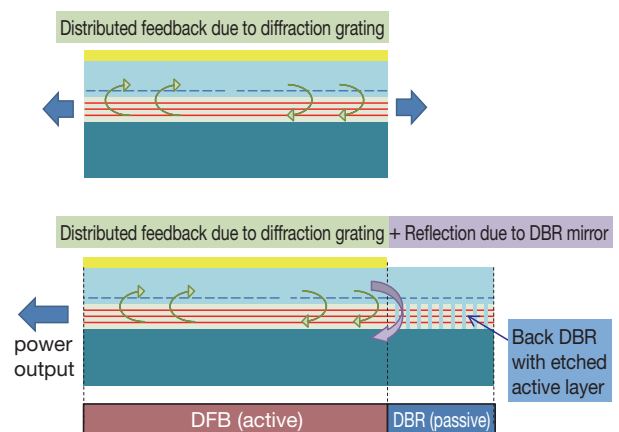 Distributed feedback due to diffraction grating
Distributed feedback due to diffraction grating + Reflection due to DBR mirror
power
output
Back DBR
with etched
active layer
DFB (active)
DBR (passive)